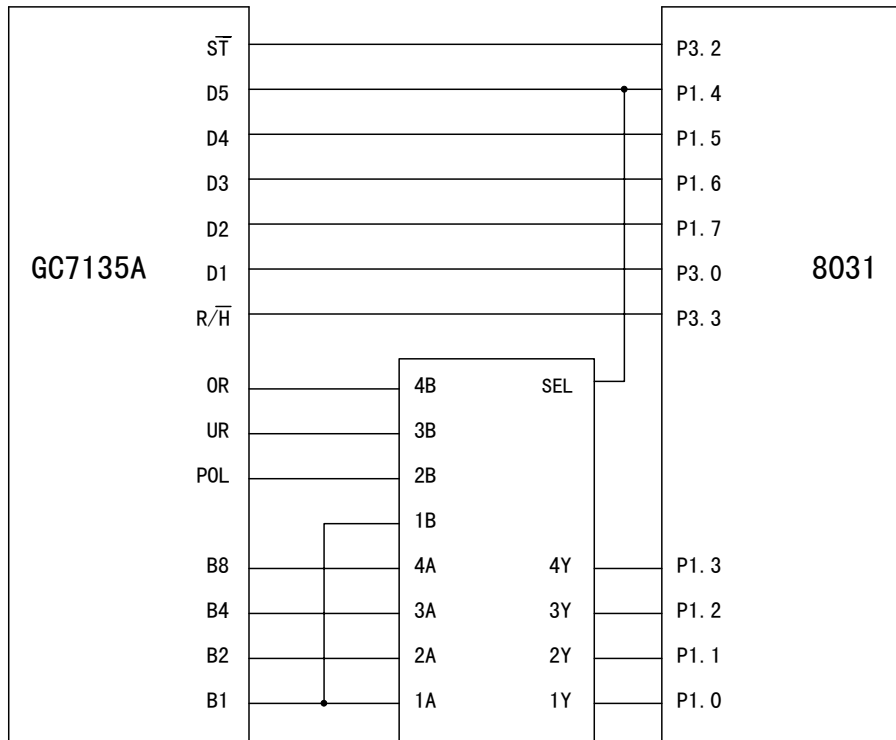 ST̅ P3.2
D5 P1.4
D4 P1.5
D3 P1.6
D2 P1.7
GC7135A D1 P3.0 8031
R/H̅ P3.3
OR 4B SEL
UR 3B
POL 2B
1B
B8 4A 4Y P1.3
B4 3A 3Y P1.2
B2 2A 2Y P1.1
B1 1A 1Y P1.0